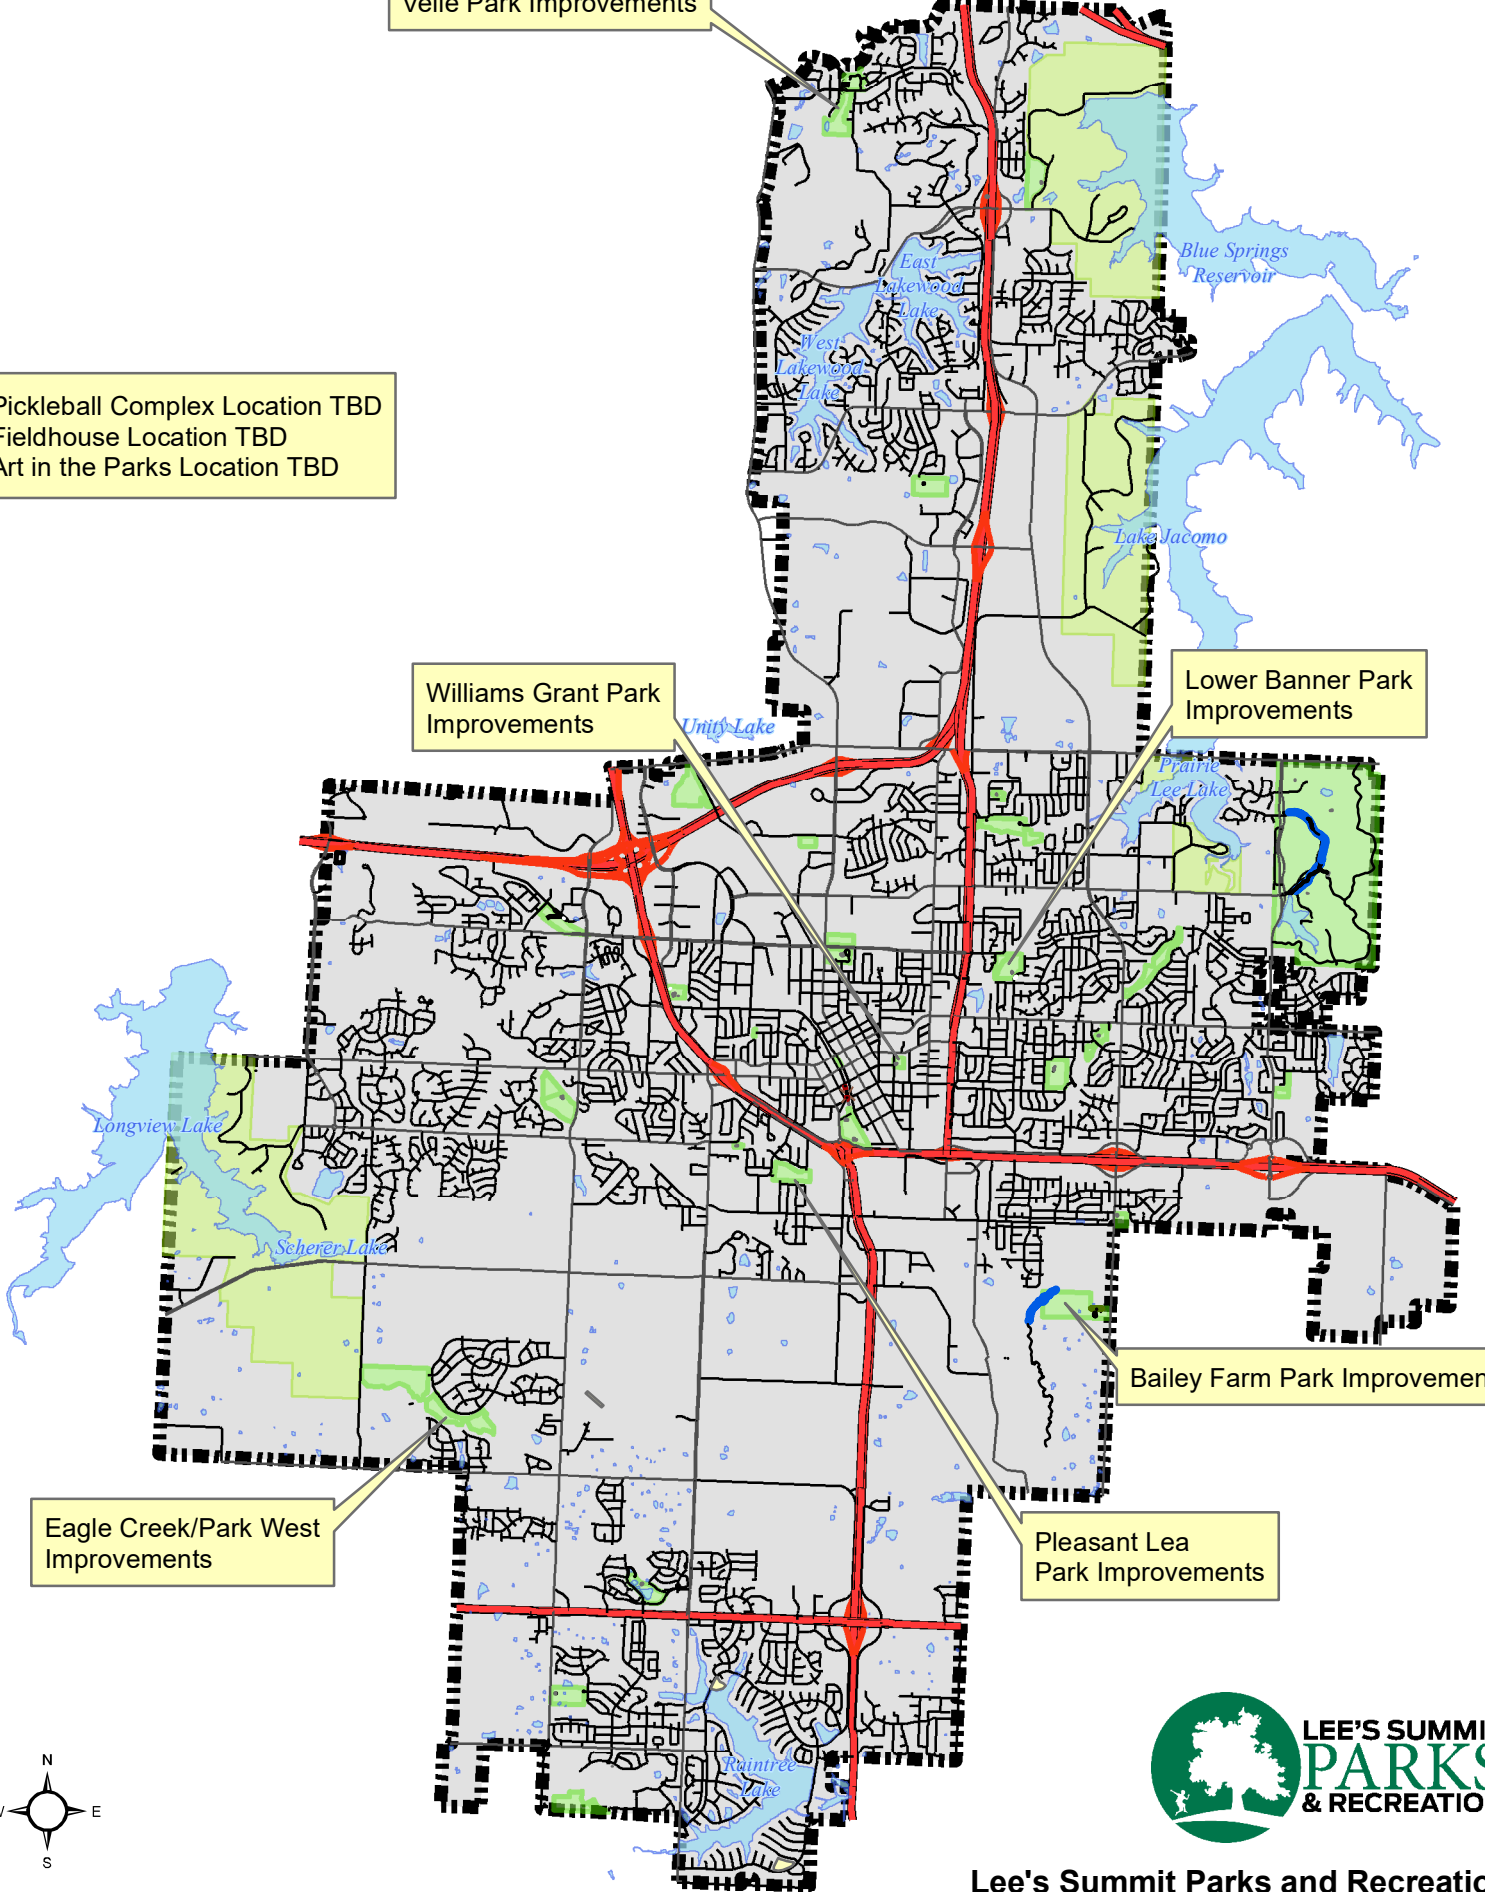 Velie Park Improvements
East
Lakewood
Lake
Blue Springs
Reservoir
West
Lakewood
Lake
Pickleball Complex Location TBD
Fieldhouse Location TBD
Art in the Parks Location TBD
Lake Jacomo
Williams Grant Park
Improvements
Unity Lake
Lower Banner Park
Improvements
Prairie
Lee Lake
Longview Lake
Scherer Lake
Bailey Farm Park Improvemen
Eagle Creek/Park West
Improvements
Pleasant Lea
Park Improvements
Raintree
Lake
N
W
E
S
LEE'S SUMMI
PARKS
& RECREATIO
Lee's Summit Parks and Recreatio